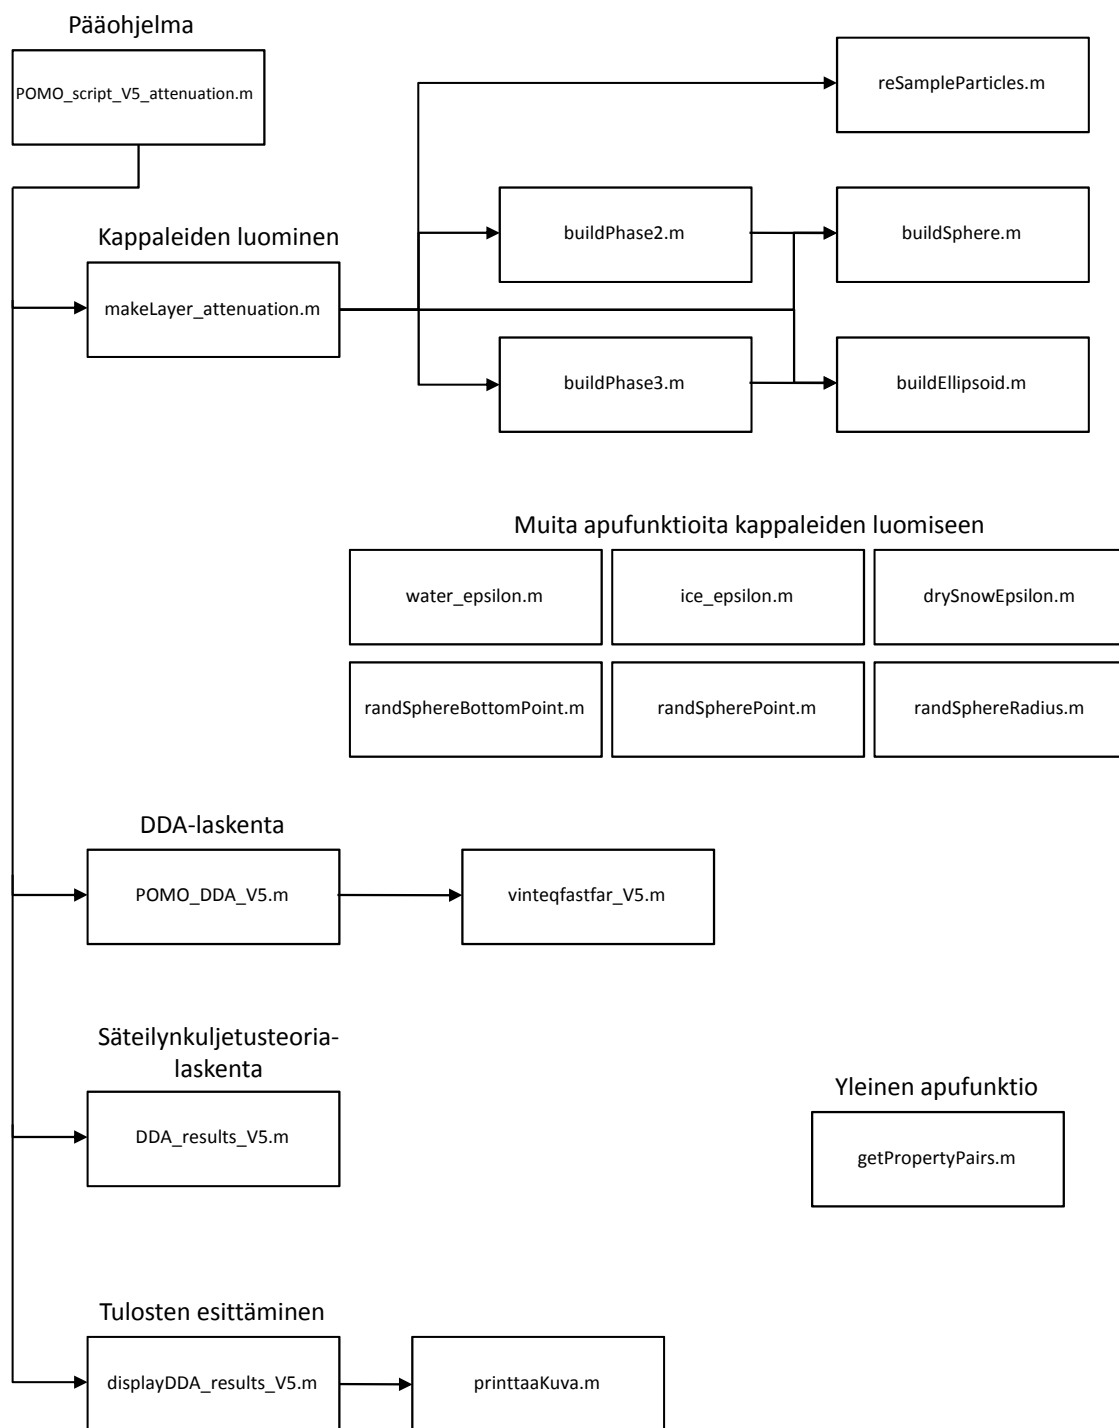 Pääohjelma
POMO_script_V5_attenuation.m
reSampleParticles.m
Kappaleiden luominen
makeLayer_attenuation.m
buildPhase2.m
buildSphere.m
buildPhase3.m
buildEllipsoid.m
Muita apufunktioita kappaleiden luomiseen
water_epsilon.m
ice_epsilon.m
drySnowEpsilon.m
randSphereBottomPoint.m
randSpherePoint.m
randSphereRadius.m
DDA-laskenta
POMO_DDA_V5.m
vinteqfastfar_V5.m
Säteilynkuljetusteoria-
laskenta
DDA_results_V5.m
Yleinen apufunktio
getPropertyPairs.m
Tulosten esittäminen
displayDDA_results_V5.m
printtaaKuva.m